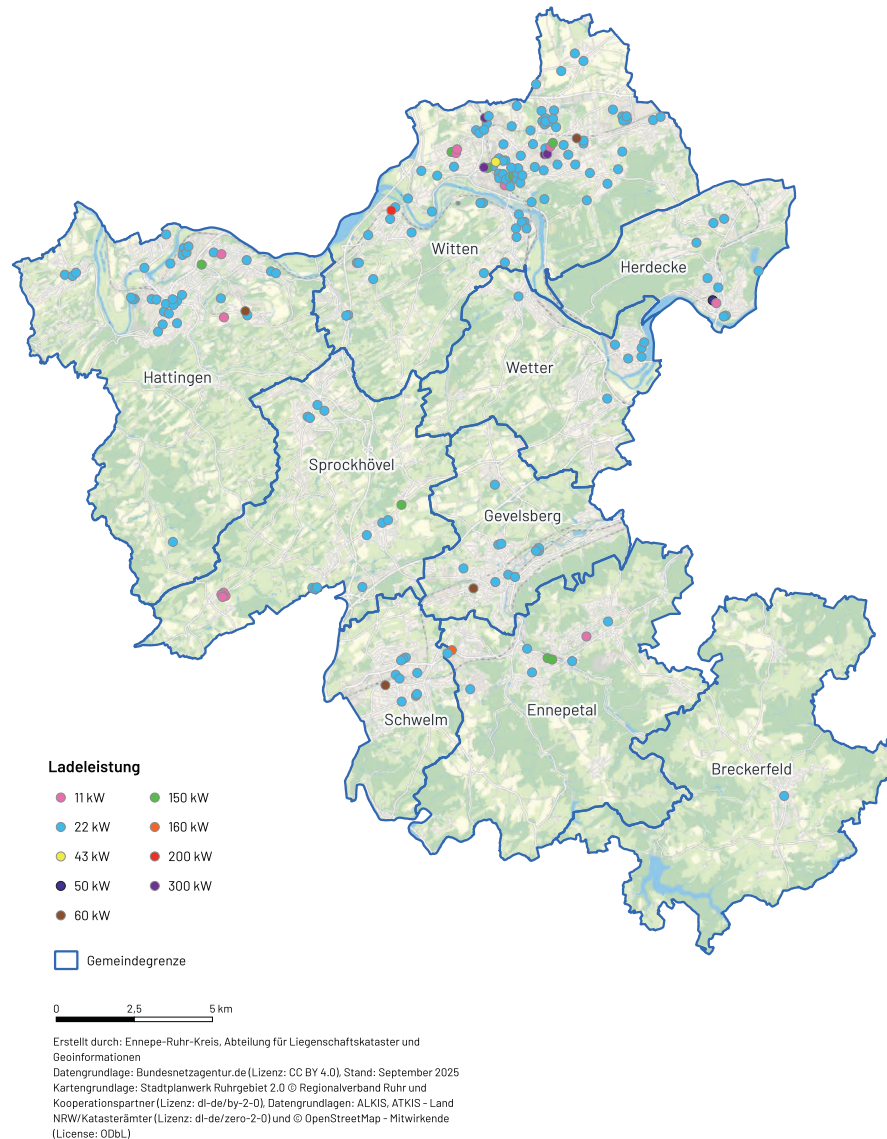 Witten
Herdecke
Wetter
Hattingen
Sprockhövel
Gevelsberg
Schwelm
Ennepetal
Breckerfeld
Ladeleistung
11 kW
22 kW
43 kW
50 kW
60 kW
150 kW
160 kW
200 kW
300 kW
Gemeindegrenze
0 2,5 5 km
Erstellt durch: Ennepe-Ruhr-Kreis, Abteilung für Liegenschaftskataster und
Geoinformationen
Datengrundlage: Bundesnetzagentur.de (Lizenz: CC BY 4.0), Stand: September 2025
Kartengrundlage: Stadtplanwerk Ruhrgebiet 2.0 © Regionalverband Ruhr und
Kooperationspartner (Lizenz: dl-de/by-2-0), Datengrundlagen: ALKIS, ATKIS - Land
NRW/Katasterämter (Lizenz: dl-de/zero-2-0) und © OpenStreetMap - Mitwirkende
(License: ODbL)